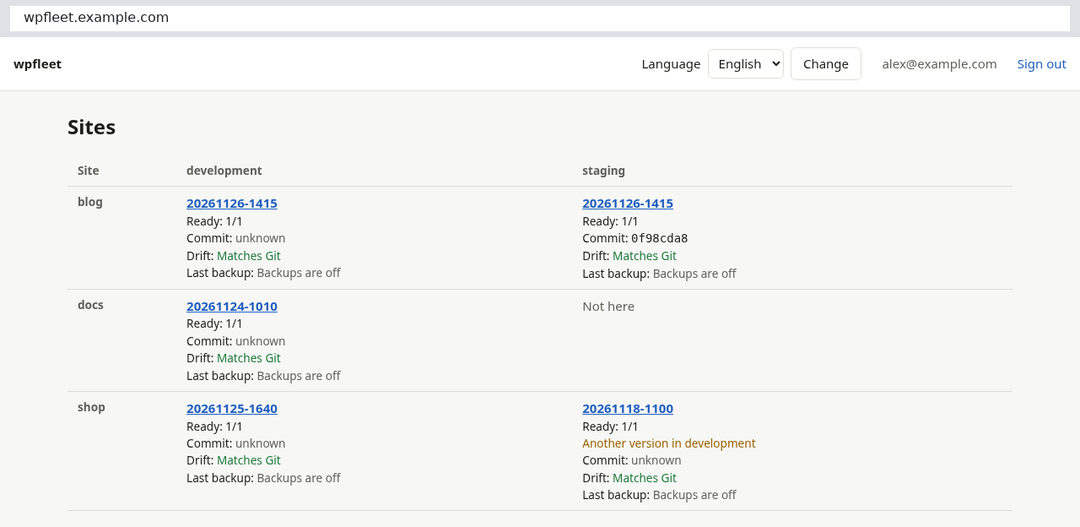 wpfleet.example.com
wpfleet
Language English Change alex@example.com Sign out
Sites
Site development staging
blog
20261126-1415
Ready: 1/1
Commit: unknown
Drift: Matches Git
Last backup: Backups are off
20261126-1415
Ready: 1/1
Commit: 0f98cda8
Drift: Matches Git
Last backup: Backups are off
docs
20261124-1010
Ready: 1/1
Commit: unknown
Drift: Matches Git
Last backup: Backups are off
Not here
shop
20261125-1640
Ready: 1/1
Commit: unknown
Drift: Matches Git
Last backup: Backups are off
20261118-1100
Ready: 1/1
Another version in development
Commit: unknown
Drift: Matches Git
Last backup: Backups are off